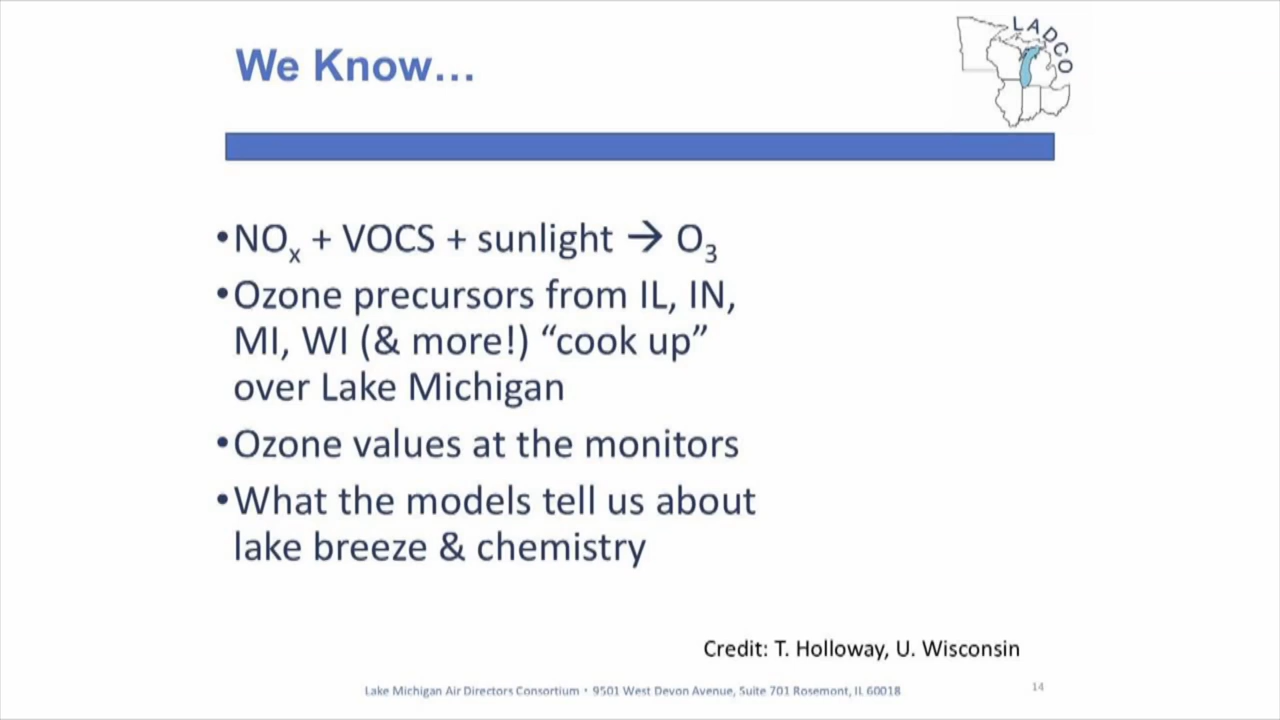 LADCO
We Know...
•NOx + VOCS + sunlight → O3
•Ozone precursors from IL, IN,
MI, WI (& more!) “cook up”
over Lake Michigan
•Ozone values at the monitors
•What the models tell us about
lake breeze & chemistry
Credit: T. Holloway, U. Wisconsin
Lake Michigan Air Directors Consortium • 9501 West Devon Avenue, Suite 701 Rosemont, IL 60018
14